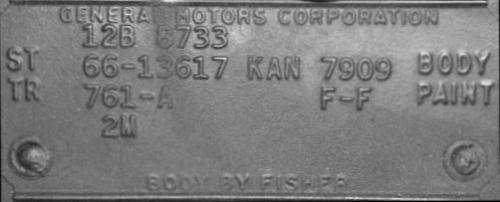 GENERAL MOTORS CORPORATION
12B 8733
ST 66-13617 KAN 7909 BODY
TR 761-A F-F PAINT
2M
BODY BY FISHER